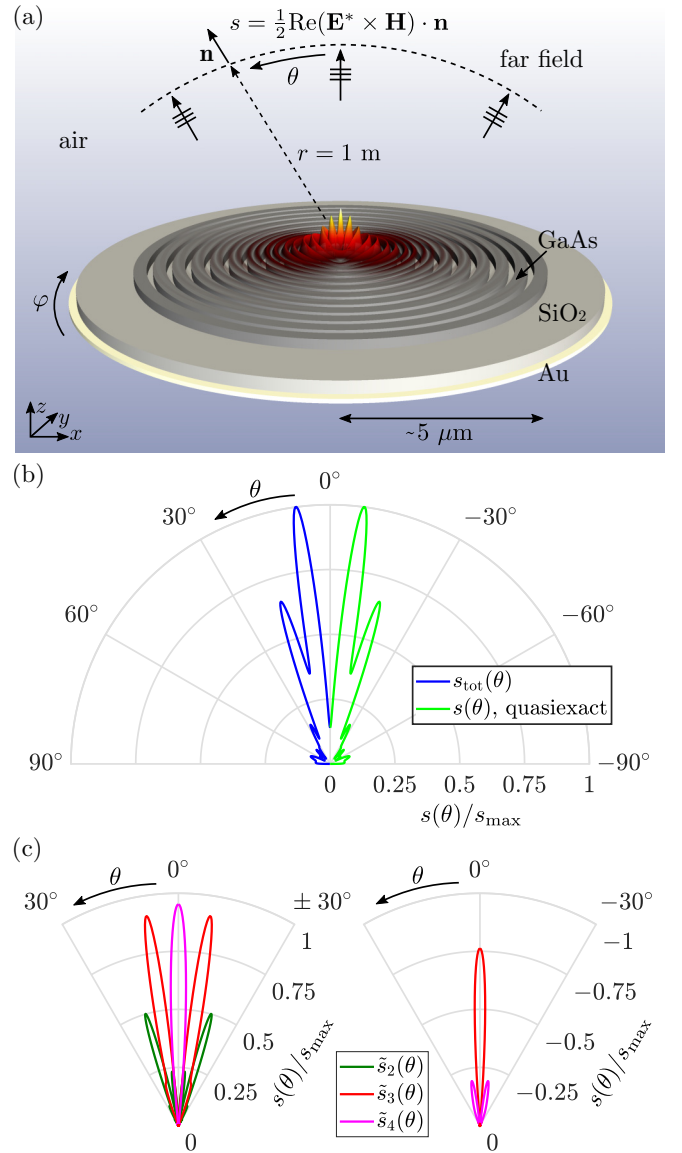 (a)
s = ½Re(E* × H) · n
n
θ
far field
air
r = 1 m
GaAs
φ
SiO₂
Au
z
y
x
~5 μm
(b)
θ
0°
30°
−30°
60°
−60°
s_tot(θ)
s(θ), quasiexact
90°
−90°
0 0.25 0.5 0.75 1
s(θ)/s_max
(c)
θ
0°
30°
±30°
1
0.75
0.5
0.25
0
s(θ)/s_max
s̃₂(θ)
s̃₃(θ)
s̃₄(θ)
θ
0°
−30°
−1
−0.75
−0.5
−0.25
0
s(θ)/s_max